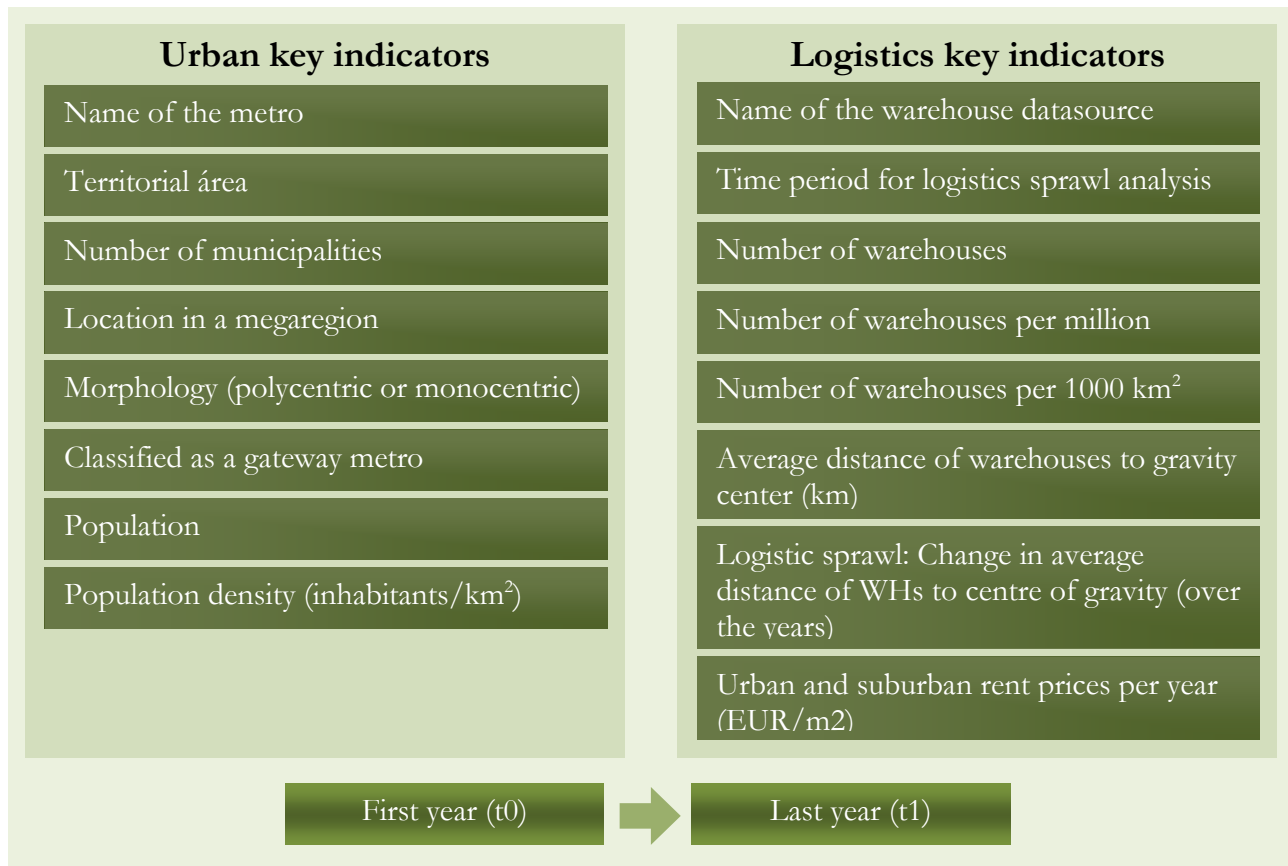 Urban key indicators
Name of the metro
Territorial área
Number of municipalities
Location in a megaregion
Morphology (polycentric or monocentric)
Classified as a gateway metro
Population
Population density (inhabitants/km²)
Logistics key indicators
Name of the warehouse datasource
Time period for logistics sprawl analysis
Number of warehouses
Number of warehouses per million
Number of warehouses per 1000 km²
Average distance of warehouses to gravity
center (km)
Logistic sprawl: Change in average
distance of WHs to centre of gravity (over
the years)
Urban and suburban rent prices per year
(EUR/m2)
First year (t0)
Last year (t1)